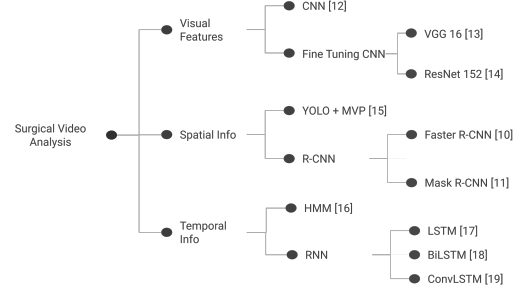 Surgical Video
Analysis
Visual
Features
CNN [12]
Fine Tuning CNN
VGG 16 [13]
ResNet 152 [14]
Spatial Info
YOLO + MVP [15]
R-CNN
Faster R-CNN [10]
Mask R-CNN [11]
Temporal
Info
HMM [16]
RNN
LSTM [17]
BiLSTM [18]
ConvLSTM [19]